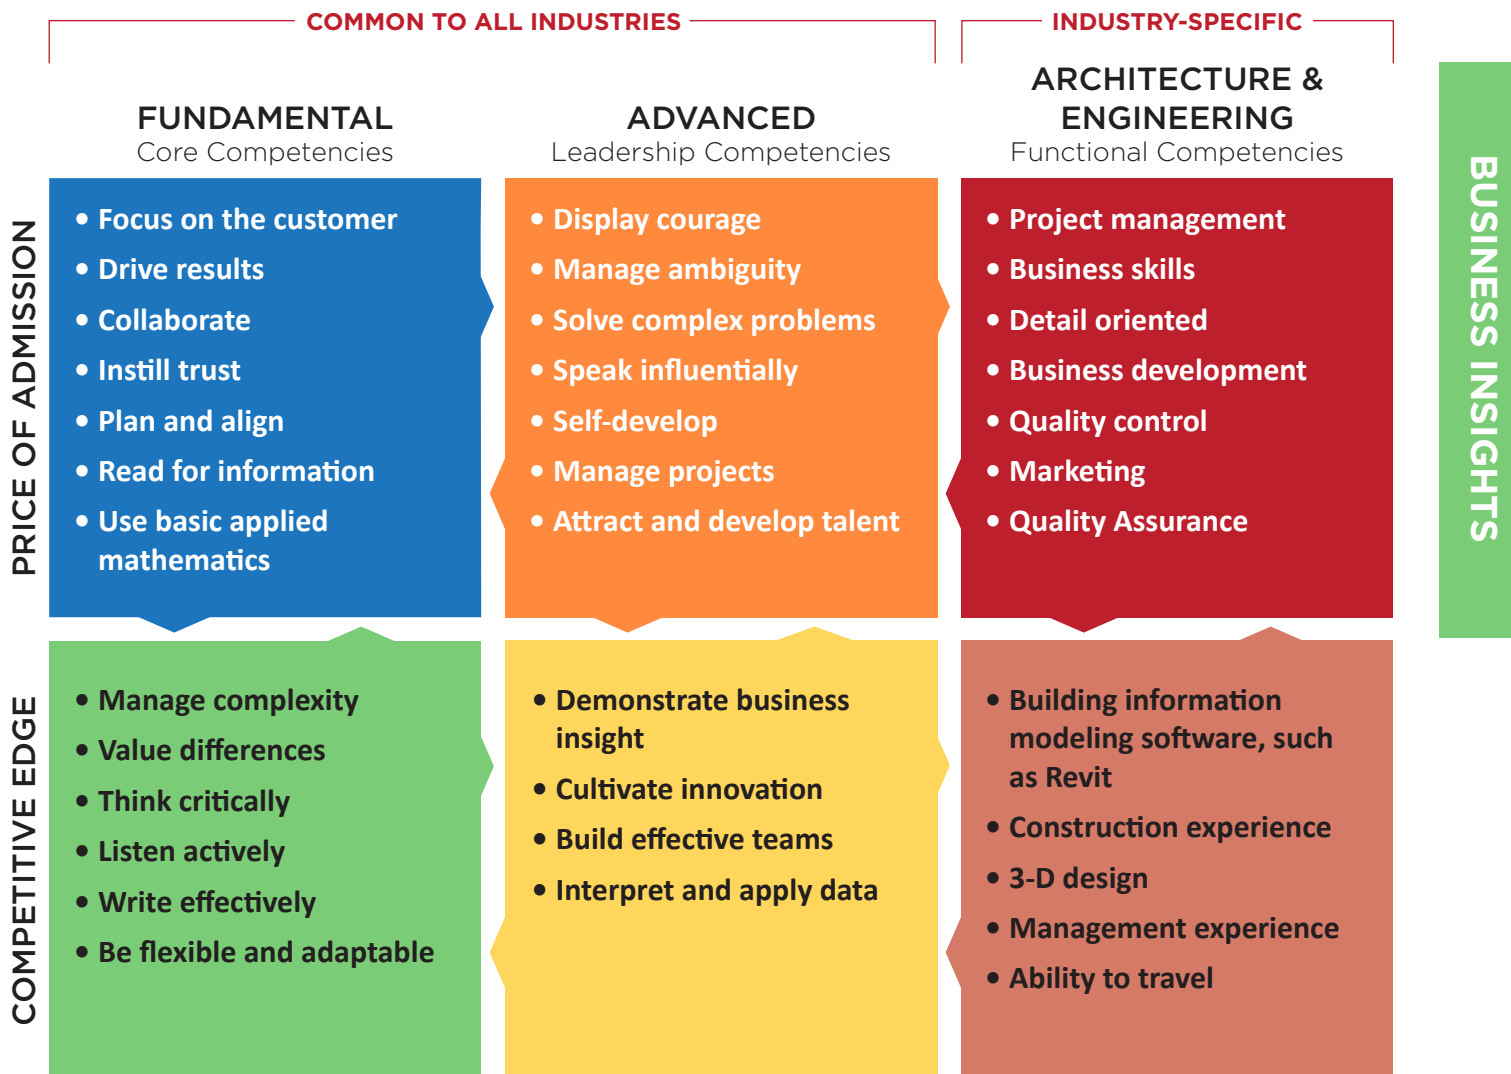 COMMON TO ALL INDUSTRIES
INDUSTRY-SPECIFIC
FUNDAMENTAL
Core Competencies
ADVANCED
Leadership Competencies
ARCHITECTURE &
ENGINEERING
Functional Competencies
PRICE OF ADMISSION
• Focus on the customer
• Drive results
• Collaborate
• Instill trust
• Plan and align
• Read for information
• Use basic applied
mathematics
• Display courage
• Manage ambiguity
• Solve complex problems
• Speak influentially
• Self-develop
• Manage projects
• Attract and develop talent
• Project management
• Business skills
• Detail oriented
• Business development
• Quality control
• Marketing
• Quality Assurance
COMPETITIVE EDGE
• Manage complexity
• Value differences
• Think critically
• Listen actively
• Write effectively
• Be flexible and adaptable
• Demonstrate business
insight
• Cultivate innovation
• Build effective teams
• Interpret and apply data
• Building information
modeling software, such
as Revit
• Construction experience
• 3-D design
• Management experience
• Ability to travel
BUSINESS INSIGHTS